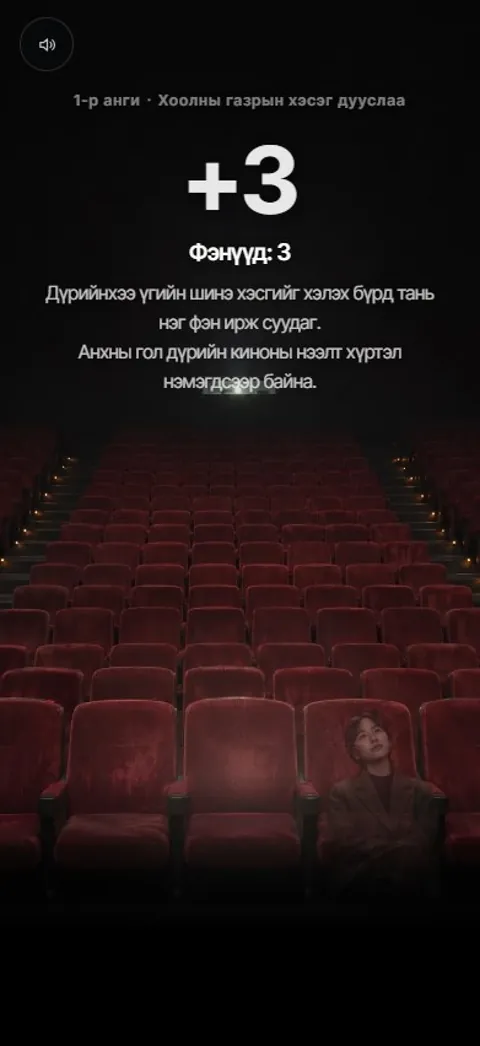 1-р анги · Хоолны газрын хэсэг дууслаа
+3
Фэнүүд: 3
Дүрийнхээ үгийн шинэ хэсгийг хэлэх бүрд тань
нэг фэн ирж суудаг.
Анхны гол дүрийн киноны нээлт хүртэл
нэмэгдсээр байна.